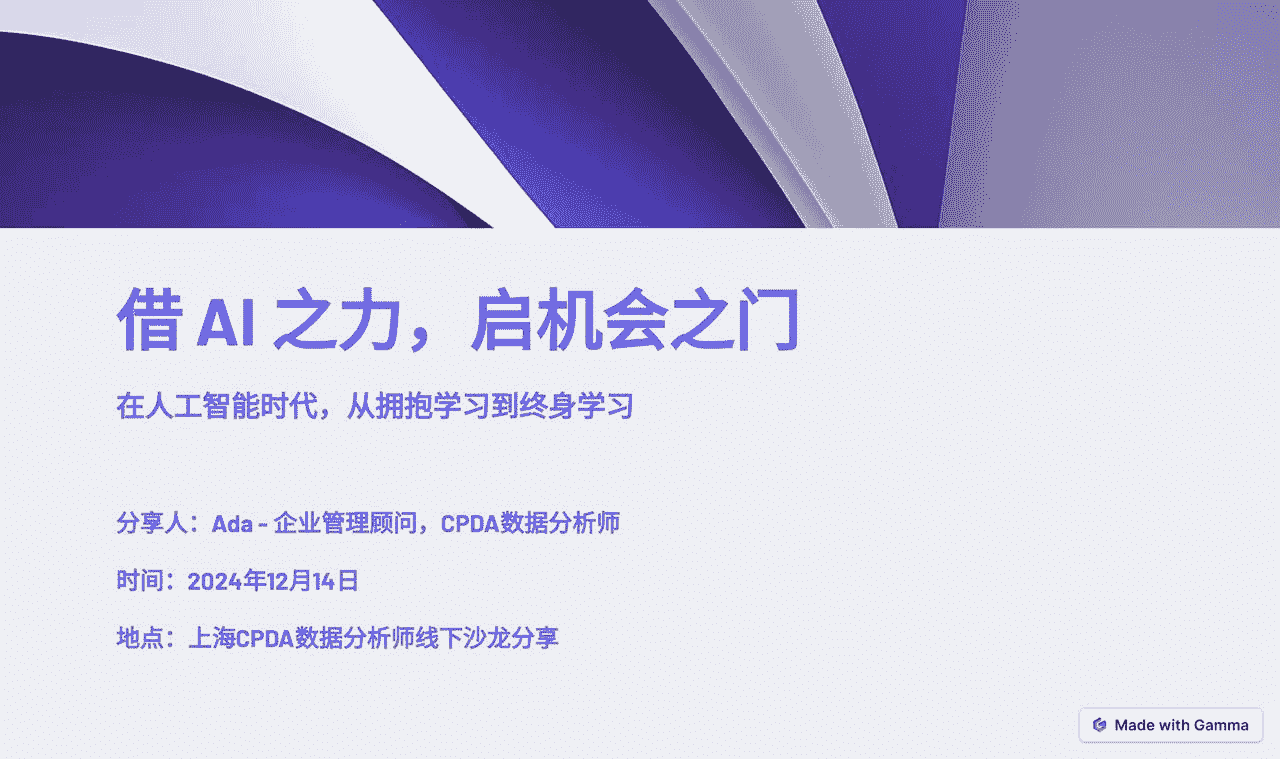 借 AI 之力，启机会之门
在人工智能时代，从拥抱学习到终身学习
分享人：Ada - 企业管理顾问，CPDA数据分析师
时间：2024年12月14日
地点：上海CPDA数据分析师线下沙龙分享
Made with Gamma